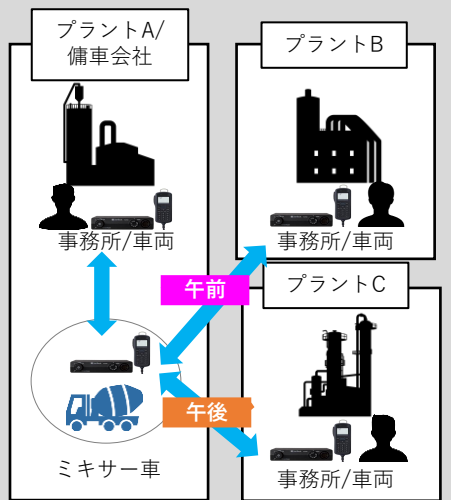 プラントA/
傭車会社
事務所/車両
ミキサー車
プラントB
事務所/車両
午前
プラントC
午後
事務所/車両